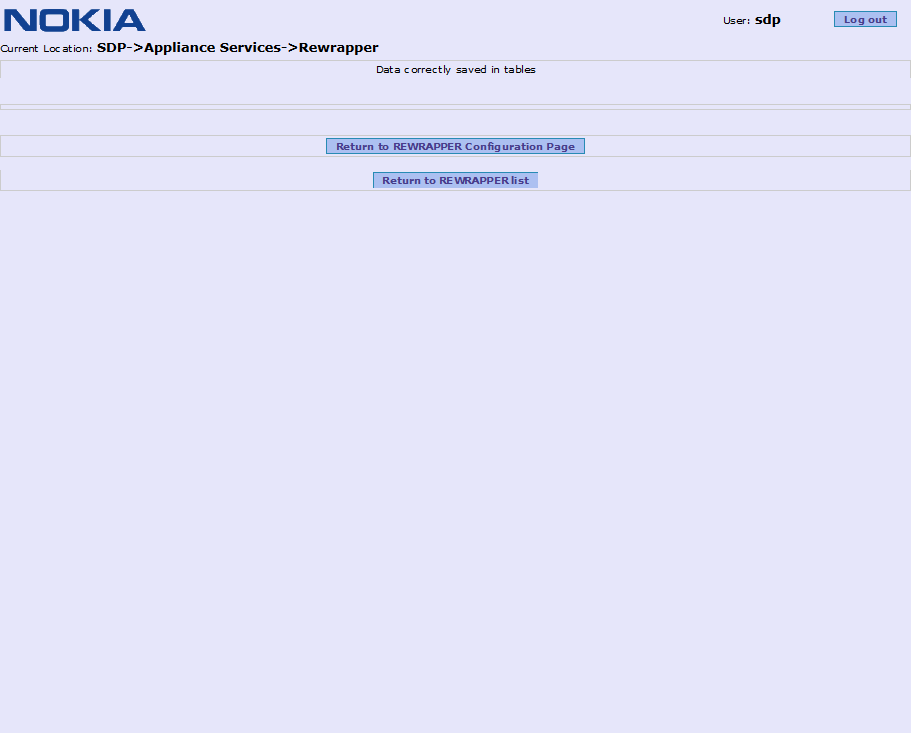 NOKIA
User: sdp
Log out
Current Location: SDP->Appliance Services->Rewrapper
Data correctly saved in tables
Return to REWRAPPER Configuration Page
Return to REWRAPPER list